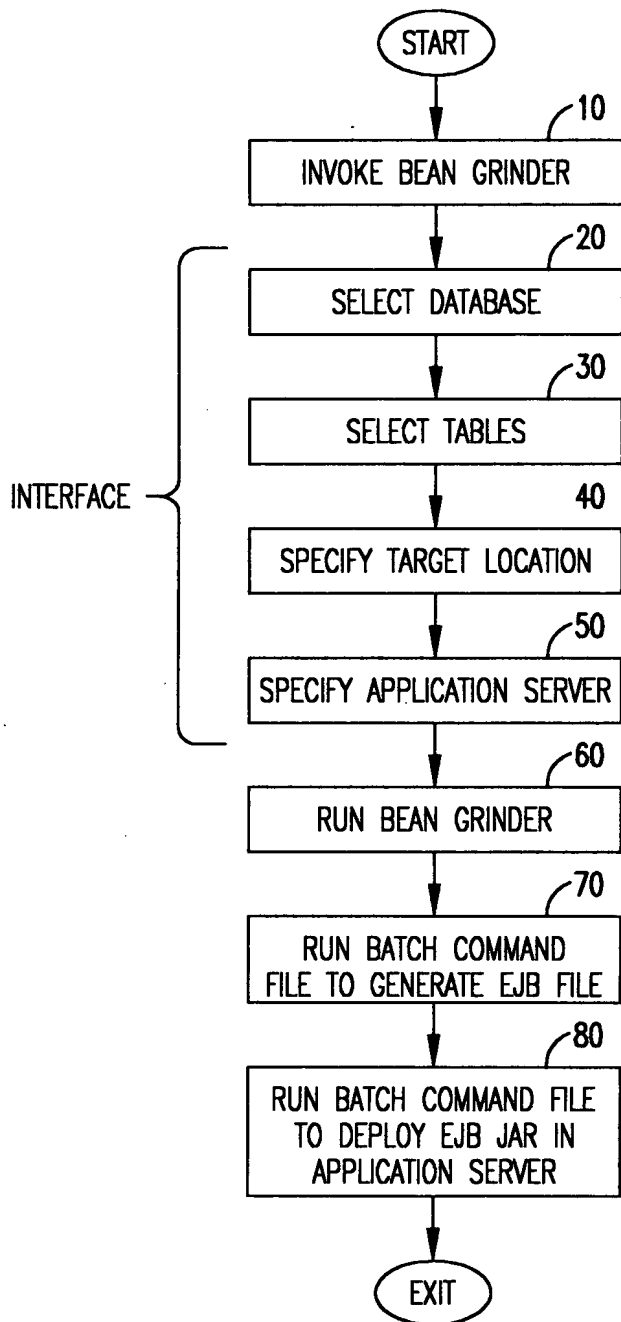 START
10
INVOKE BEAN GRINDER
20
SELECT DATABASE
30
SELECT TABLES
INTERFACE
40
SPECIFY TARGET LOCATION
50
SPECIFY APPLICATION SERVER
60
RUN BEAN GRINDER
70
RUN BATCH COMMAND
FILE TO GENERATE EJB FILE
80
RUN BATCH COMMAND FILE
TO DEPLOY EJB JAR IN
APPLICATION SERVER
EXIT